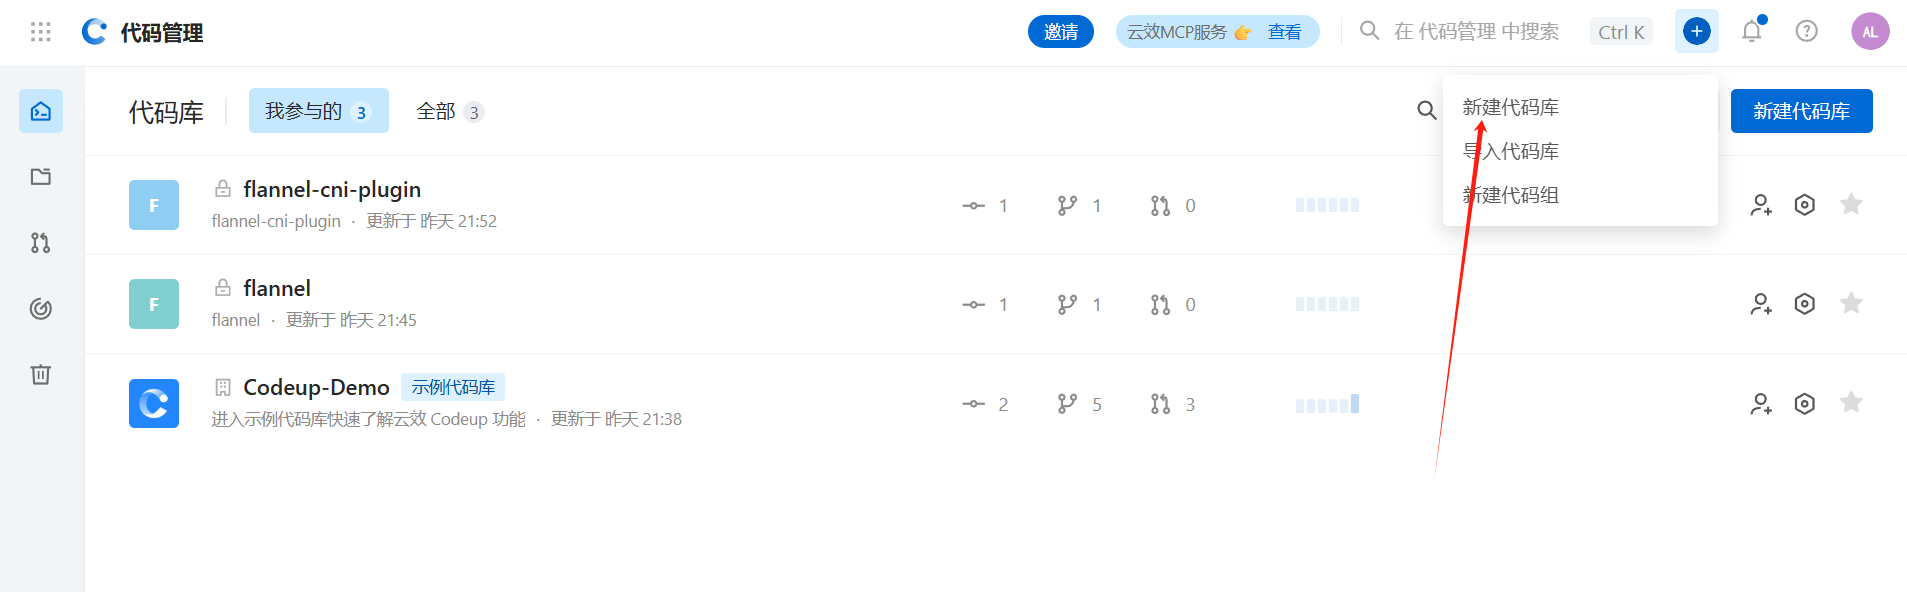 代码管理
邀请
云效MCP服务 👉 查看
在 代码管理 中搜索
Ctrl K
AL
代码库
我参与的 3
全部 3
新建代码库
导入代码库
新建代码组
新建代码库
F
flannel-cni-plugin
1
1
0
flannel-cni-plugin · 更新于 昨天 21:52
F
flannel
1
1
0
flannel · 更新于 昨天 21:45
Codeup-Demo 示例代码库
2
5
3
进入示例代码库快速了解云效 Codeup 功能 · 更新于 昨天 21:38